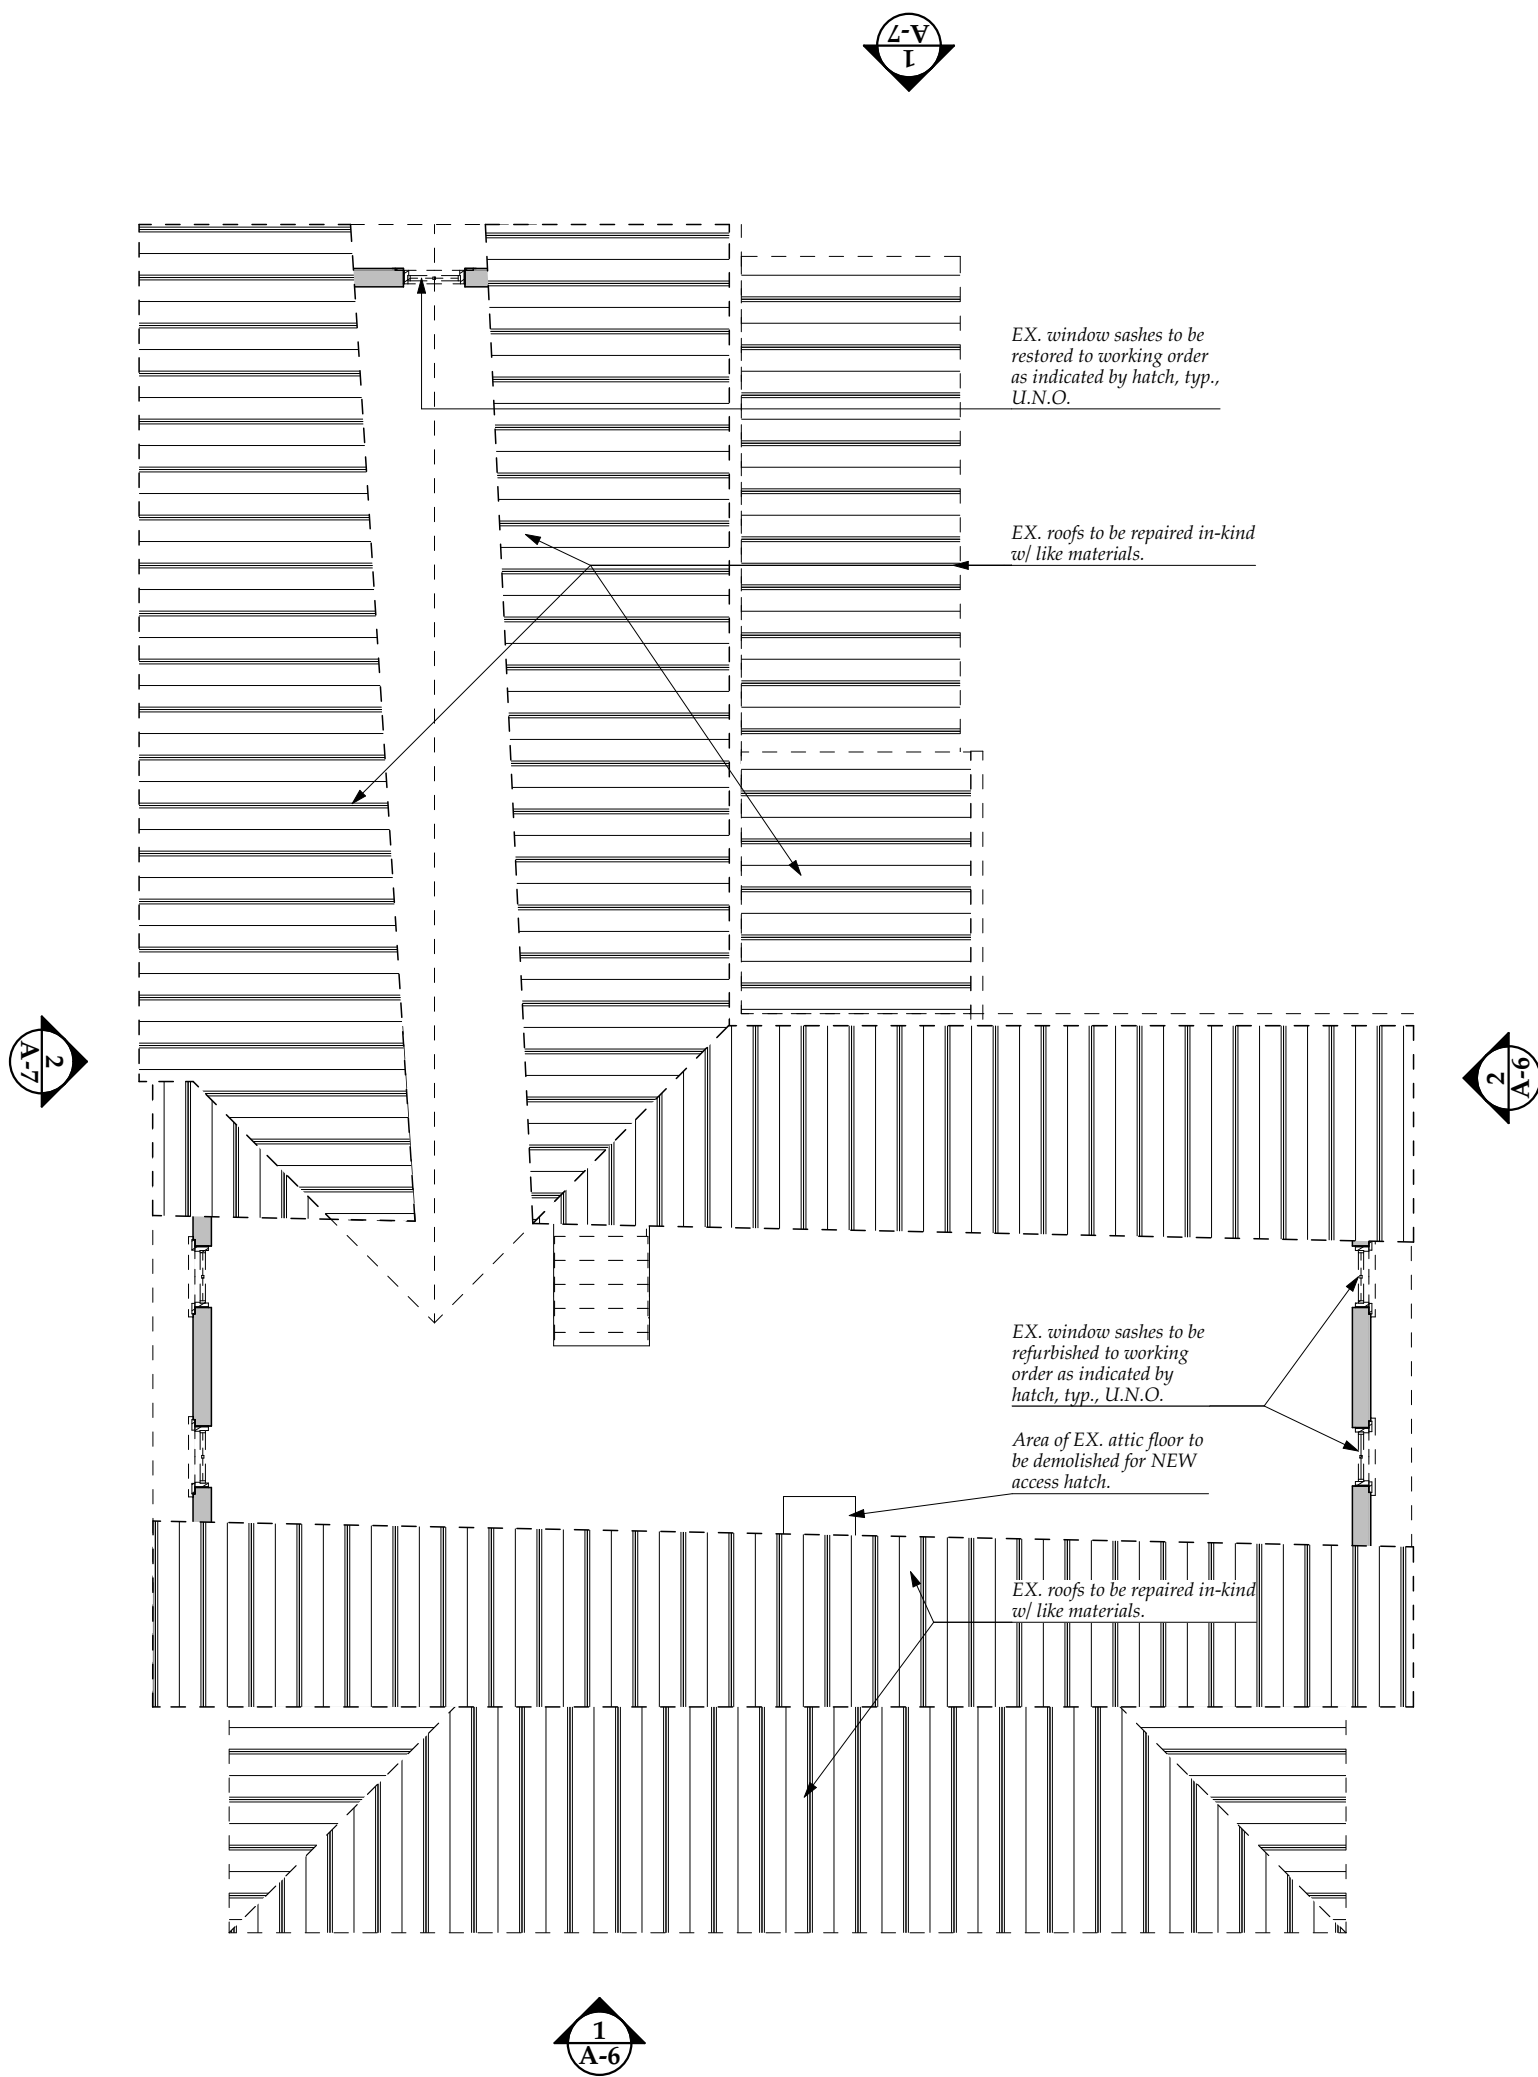 1
A-7
EX. window sashes to be
restored to working order
as indicated by hatch, typ.,
U.N.O.
EX. roofs to be repaired in-kind
w/ like materials.
2
A-7
2
A-6
EX. window sashes to be
refurbished to working
order as indicated by
hatch, typ., U.N.O.
Area of EX. attic floor to
be demolished for NEW
access hatch.
EX. roofs to be repaired in-kind
w/ like materials.
1
A-6